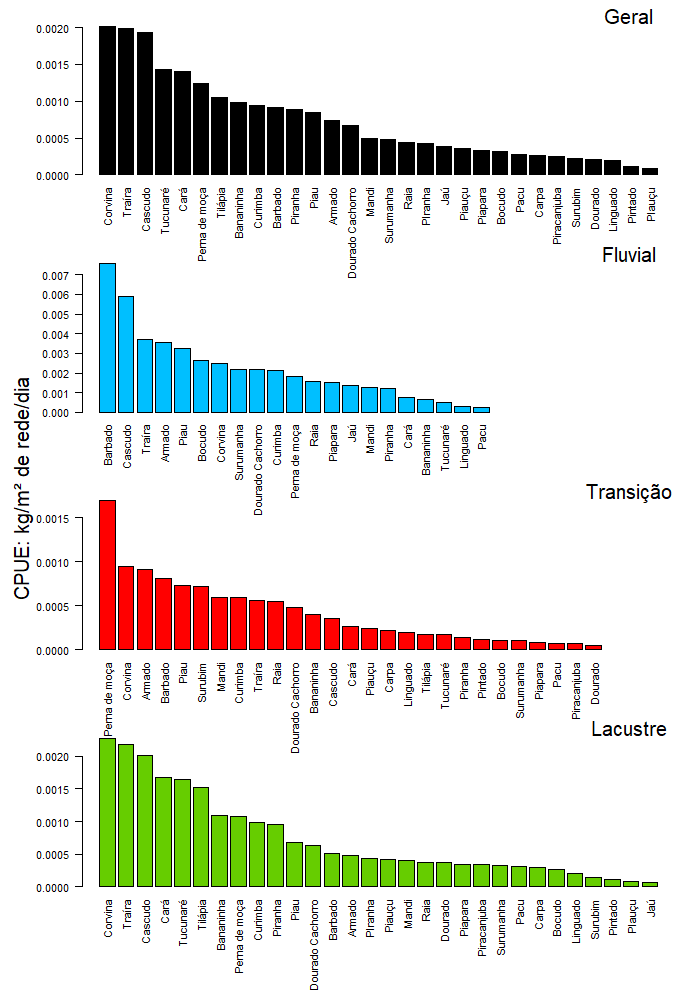 CPUE: kg/m² de rede/dia
Geral
0.0020
0.0015
0.0010
0.0005
0.0000
Corvina
Traíra
Cascudo
Tucunaré
Cará
Perna de moça
Tilápia
Bananinha
Curimba
Barbado
Piranha
Piau
Armado
Dourado Cachorro
Mandi
Surumanha
Raia
PIranha
Jaú
Piauçu
Piapara
Bocudo
Pacu
Carpa
Piracanjuba
Surubim
Dourado
Linguado
Pintado
PIauçu
Fluvial
0.007
0.006
0.005
0.004
0.003
0.002
0.001
0.000
Barbado
Cascudo
Traíra
Armado
Piau
Bocudo
Corvina
Surumanha
Dourado Cachorro
Curimba
Perna de moça
Raia
Piapara
Jaú
Mandi
Piranha
Cará
Bananinha
Tucunaré
Linguado
Pacu
Transição
0.0015
0.0010
0.0005
0.0000
Perna de moça
Corvina
Armado
Barbado
Piau
Surubim
Mandi
Curimba
Traíra
Raia
Dourado Cachorro
Bananinha
Cascudo
Cará
Piauçu
Carpa
Linguado
Tilápia
Tucunaré
Piranha
Pintado
Bocudo
Surumanha
Piapara
Pacu
Piracanjuba
Dourado
Lacustre
0.0020
0.0015
0.0010
0.0005
0.0000
Corvina
Traíra
Cascudo
Cará
Tucunaré
Tilápia
Bananinha
Perna de moça
Curimba
Piranha
Piau
Dourado Cachorro
Barbado
Armado
PIranha
Piauçu
Mandi
Raia
Dourado
Piapara
Piracanjuba
Surumanha
Pacu
Carpa
Bocudo
Linguado
Surubim
Pintado
PIauçu
Jaú